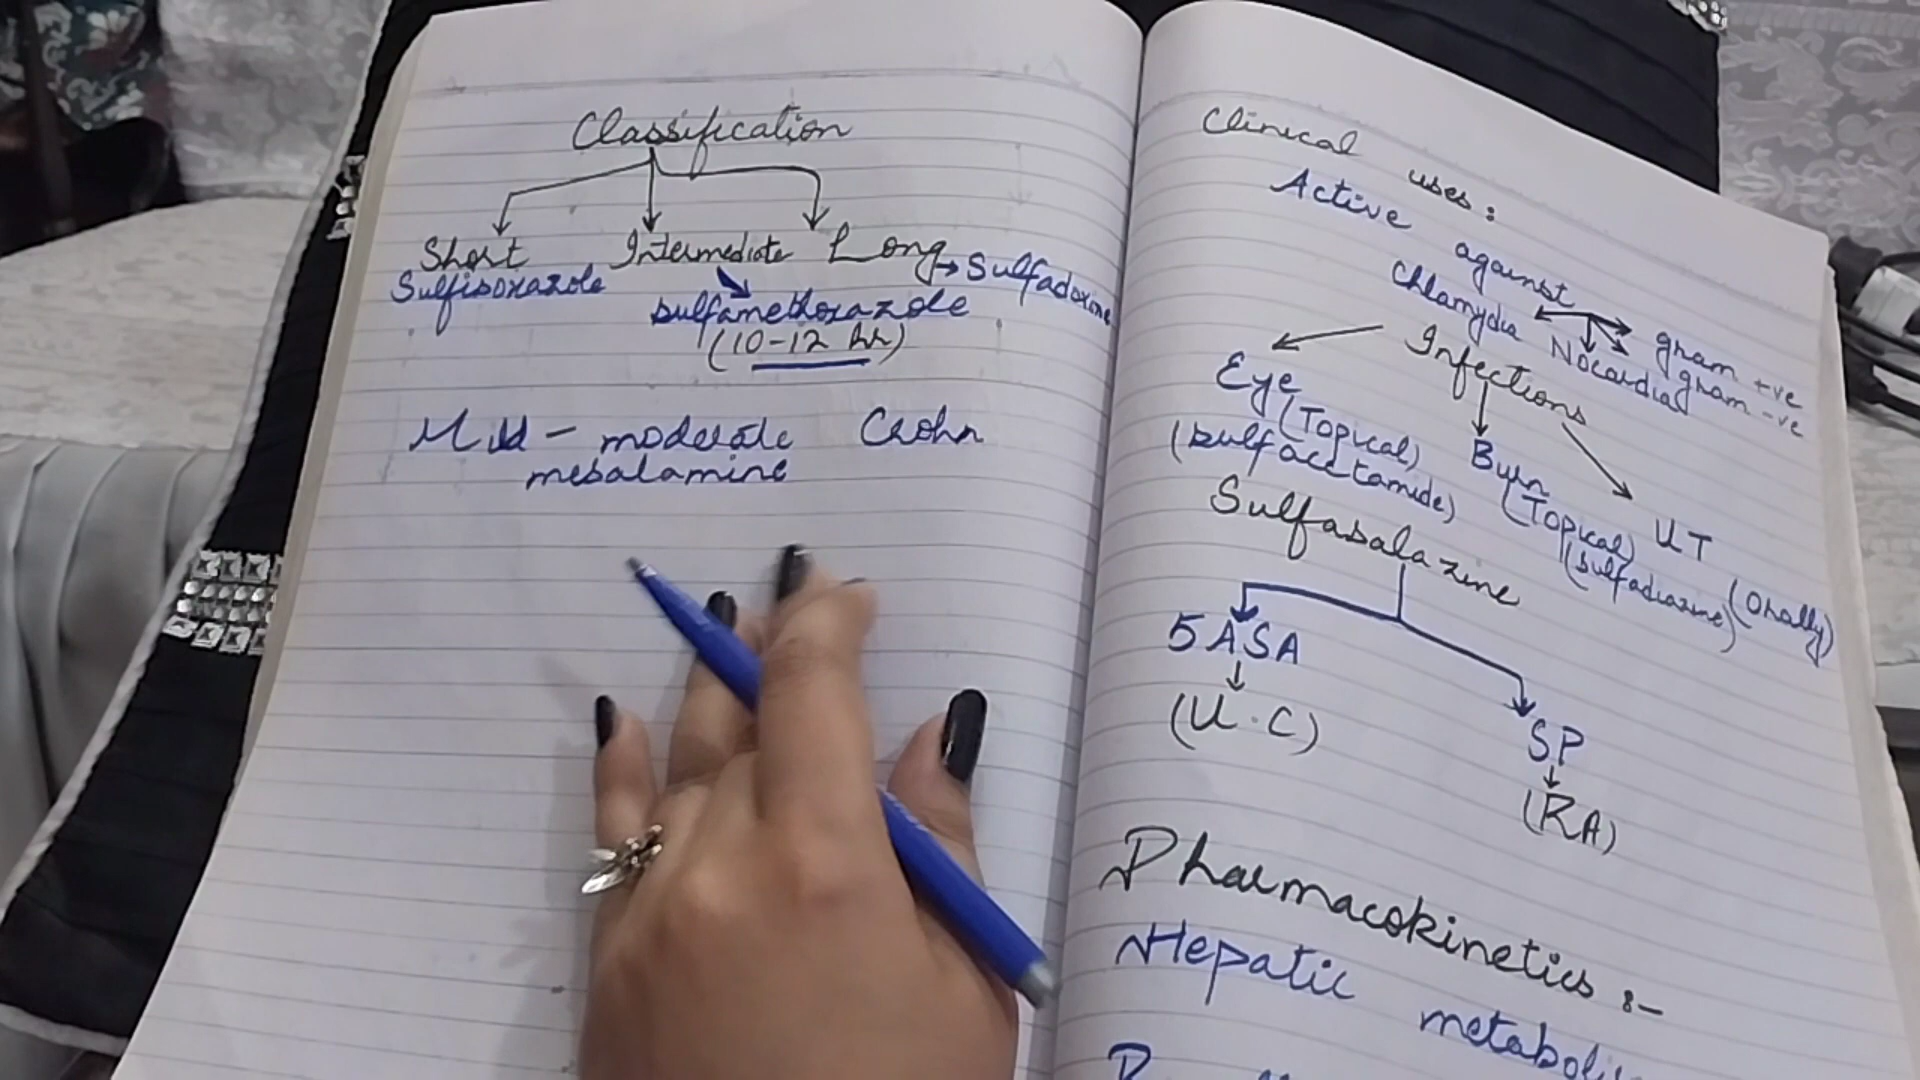 Classification
Short Intermediate Long → Sulfadoxine
Sulfisoxazole
sulfamethoxazole
(10-12 hr)
Mild - moderate Crohn
mesalamine
Clinical uses:
Active against
Chlamydia Nocardia gram -ve gram +ve
Infections
Eye (Topical) (sulfacetamide)
Burn (Topical) (sulfadiazine)
UT (Orally)
Sulfasalazine
5ASA
(U.C)
SP
(RA)
Pharmacokinetics :-
Hepatic